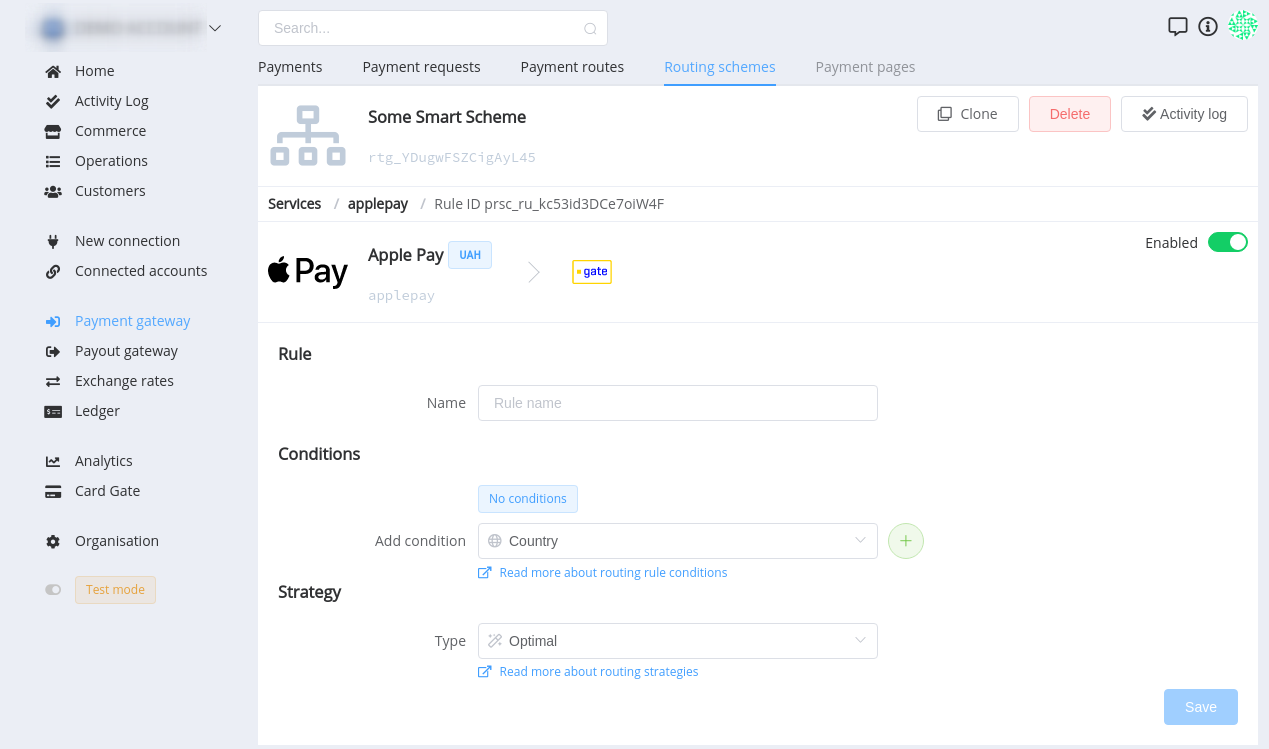 Search...
Home
Activity Log
Commerce
Operations
Customers
New connection
Connected accounts
Payment gateway
Payout gateway
Exchange rates
Ledger
Analytics
Card Gate
Organisation
Test mode
Payments Payment requests Payment routes Routing schemes Payment pages
Some Smart Scheme
rtg_YDugwFSZCigAyL45
Clone Delete Activity log
Services / applepay / Rule ID prsc_ru_kc53id3DCe7oiW4F
Pay
Apple Pay UAH
applepay
gate
Enabled
Rule
Name Rule name
Conditions
No conditions
Add condition Country
Read more about routing rule conditions
Strategy
Type Optimal
Read more about routing strategies
Save